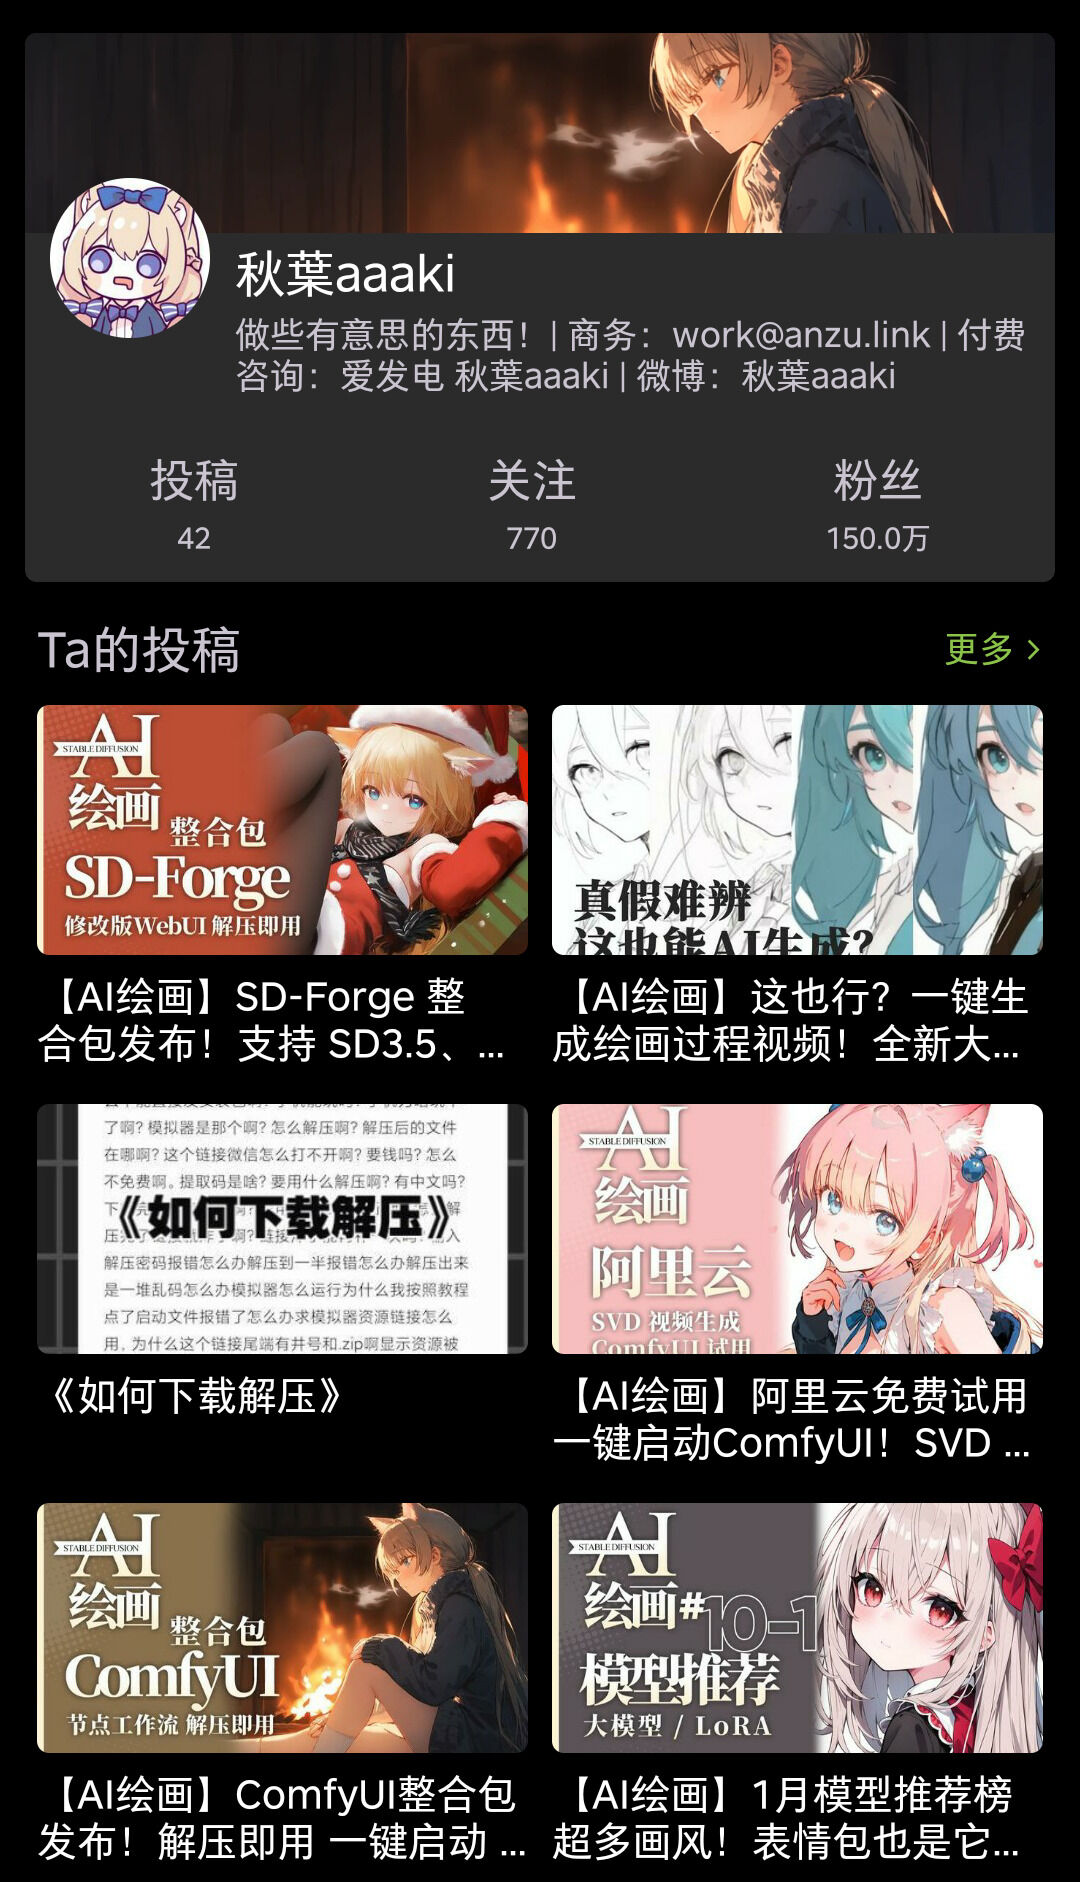 秋葉aaaki
做些有意思的东西！| 商务：work@anzu.link | 付费
咨询：爱发电 秋葉aaaki | 微博：秋葉aaaki
投稿
关注
粉丝
42
770
150.0万
Ta的投稿
更多
STABLE DIFFUSION
AI
绘画
整合包
SD-Forge
修改版WebUI 解压即用
真假难辨
这也能AI生成?
【AI绘画】SD-Forge 整
合包发布！支持 SD3.5、...
【AI绘画】这也行？一键生
成绘画过程视频！全新大...
了啊? 模拟器是那个啊? 怎么解压啊? 解压后的文件
在哪啊? 这个链接微信怎么打不开啊? 要钱吗? 怎么
不免费啊。提取码是啥? 要用什么解压啊? 有中文吗?
《如何下载解压》
解压密码报错怎么办解压到一半报错怎么办解压出来
是一堆乱码怎么办模拟器怎么运行为什么我按照教程
点了启动文件报错了怎么办求模拟器资源链接怎么
用，为什么这个链接尾端有井号和.zip啊显示资源被
STABLE DIFFUSION
AI
绘画
阿里云
SVD 视频生成
ComfyUI 试用
《如何下载解压》
【AI绘画】阿里云免费试用
一键启动ComfyUI！SVD ...
STABLE DIFFUSION
AI
绘画
整合包
ComfyUI
节点工作流 解压即用
STABLE DIFFUSION
AI
绘画#10-1
模型推荐
大模型 / LoRA
【AI绘画】ComfyUI整合包
发布！解压即用 一键启动 ...
【AI绘画】1月模型推荐榜
超多画风！表情包也是它...